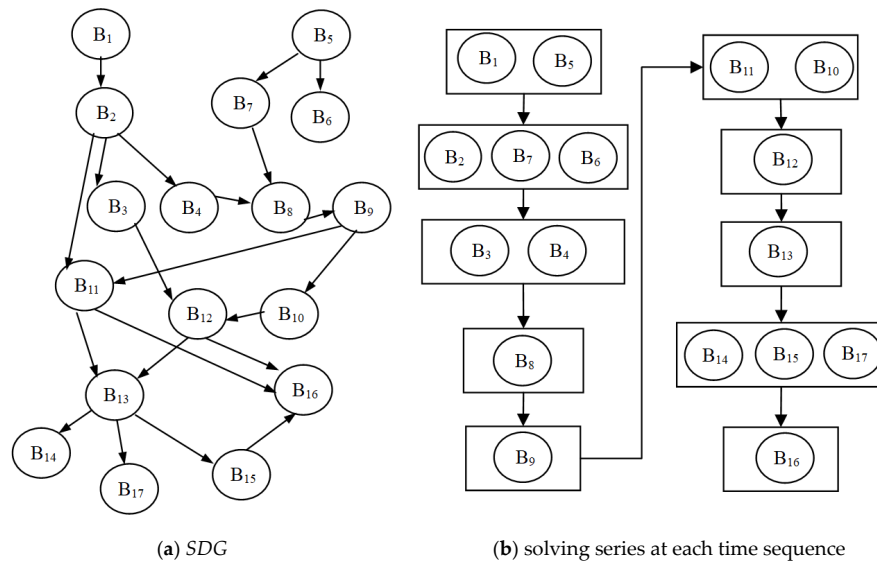 B₁
B₅
B₇
B₆
B₂
B₃
B₄
B₈
B₉
B₁₁
B₁₂
B₁₀
B₁₃
B₁₆
B₁₄
B₁₅
B₁₇
(a) SDG
B₁ B₅
B₂ B₇ B₆
B₃ B₄
B₈
B₉
B₁₁ B₁₀
B₁₂
B₁₃
B₁₄ B₁₅ B₁₇
B₁₆
(b) solving series at each time sequence